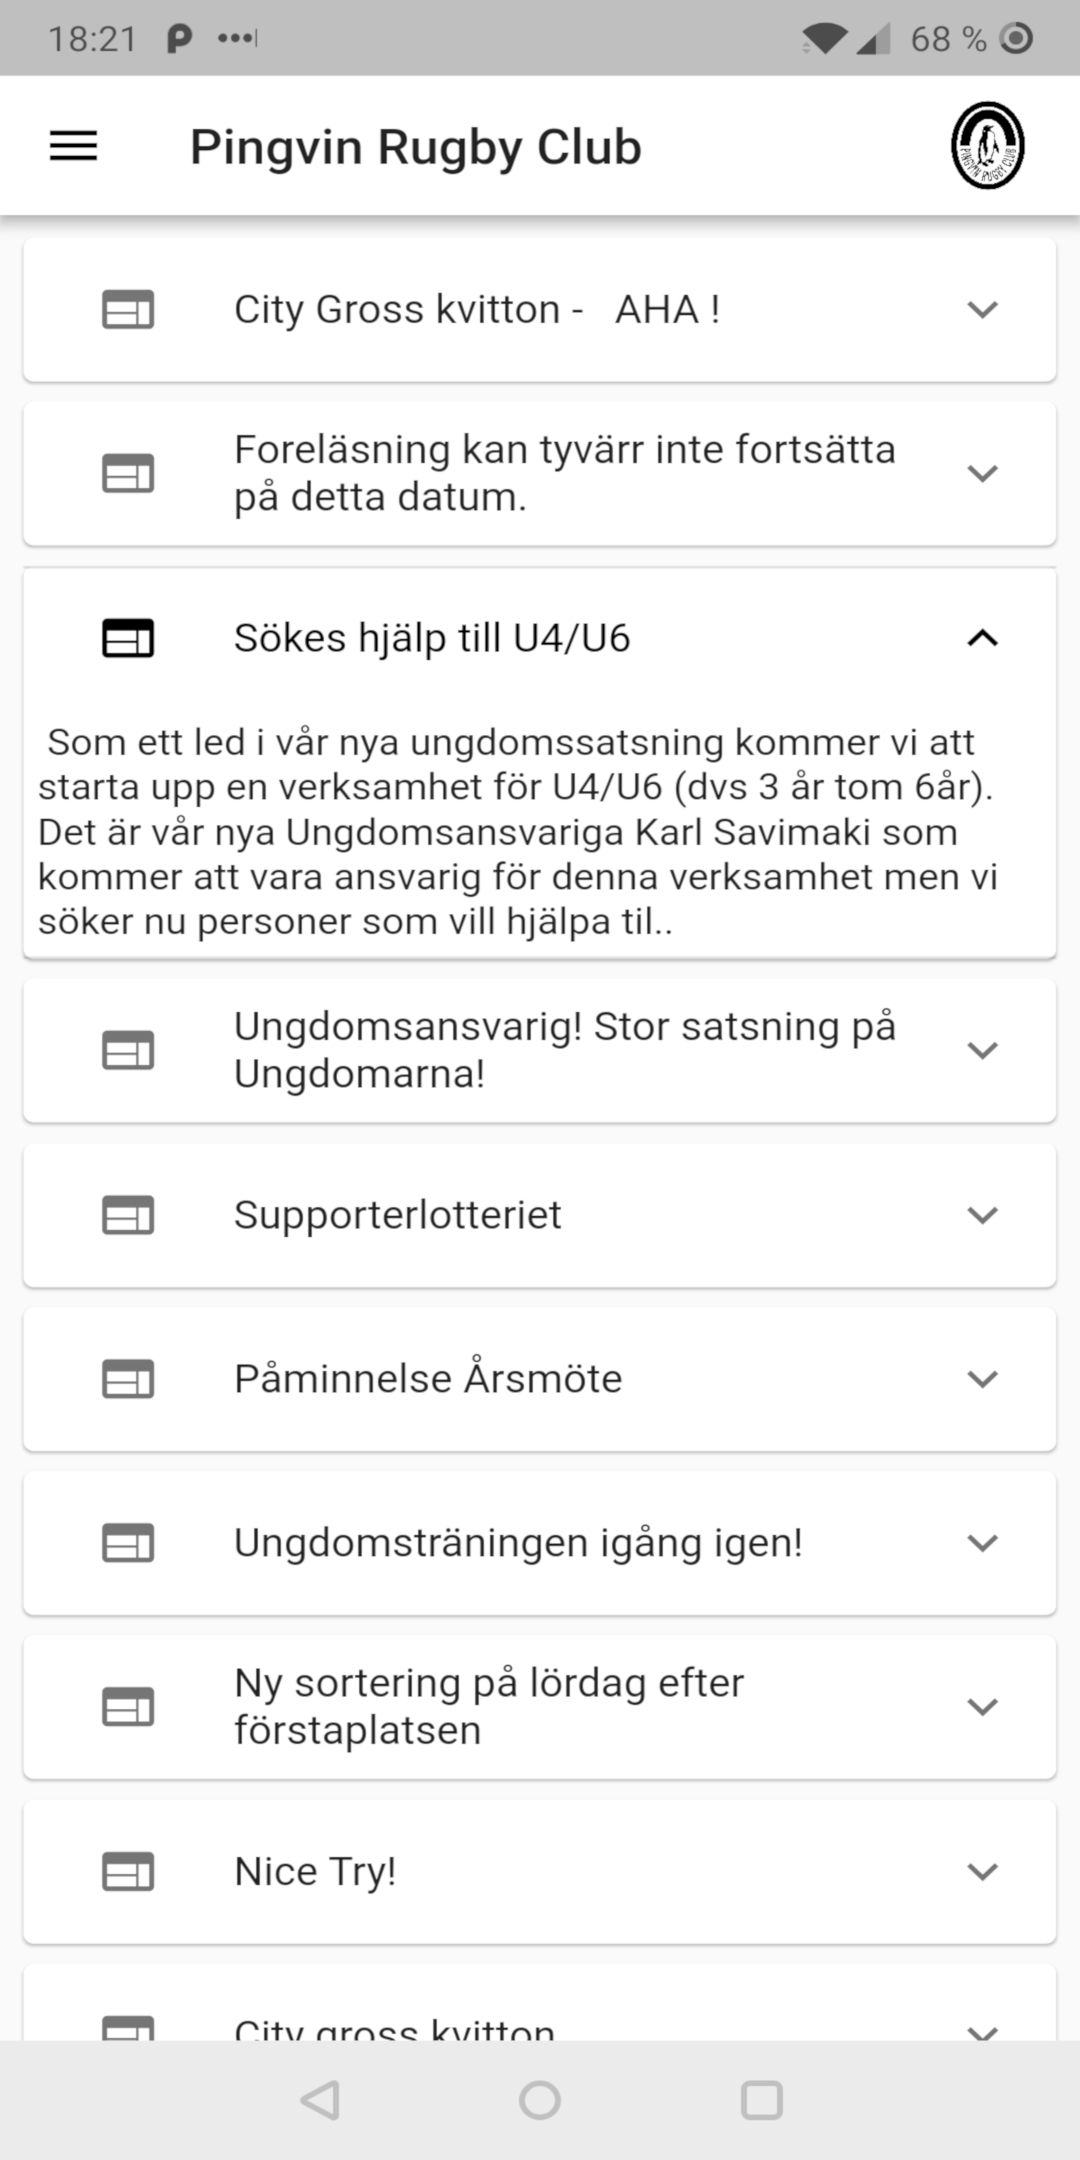 18:21
68 %
Pingvin Rugby Club
PINGVIN RUGBY CLUB
City Gross kvitton -   AHA !
Foreläsning kan tyvärr inte fortsätta
på detta datum.
Sökes hjälp till U4/U6
Som ett led i vår nya ungdomssatsning kommer vi att
starta upp en verksamhet för U4/U6 (dvs 3 år tom 6år).
Det är vår nya Ungdomsansvariga Karl Savimaki som
kommer att vara ansvarig för denna verksamhet men vi
söker nu personer som vill hjälpa til..
Ungdomsansvarig! Stor satsning på
Ungdomarna!
Supporterlotteriet
Påminnelse Årsmöte
Ungdomsträningen igång igen!
Ny sortering på lördag efter
förstaplatsen
Nice Try!
City gross kvitton